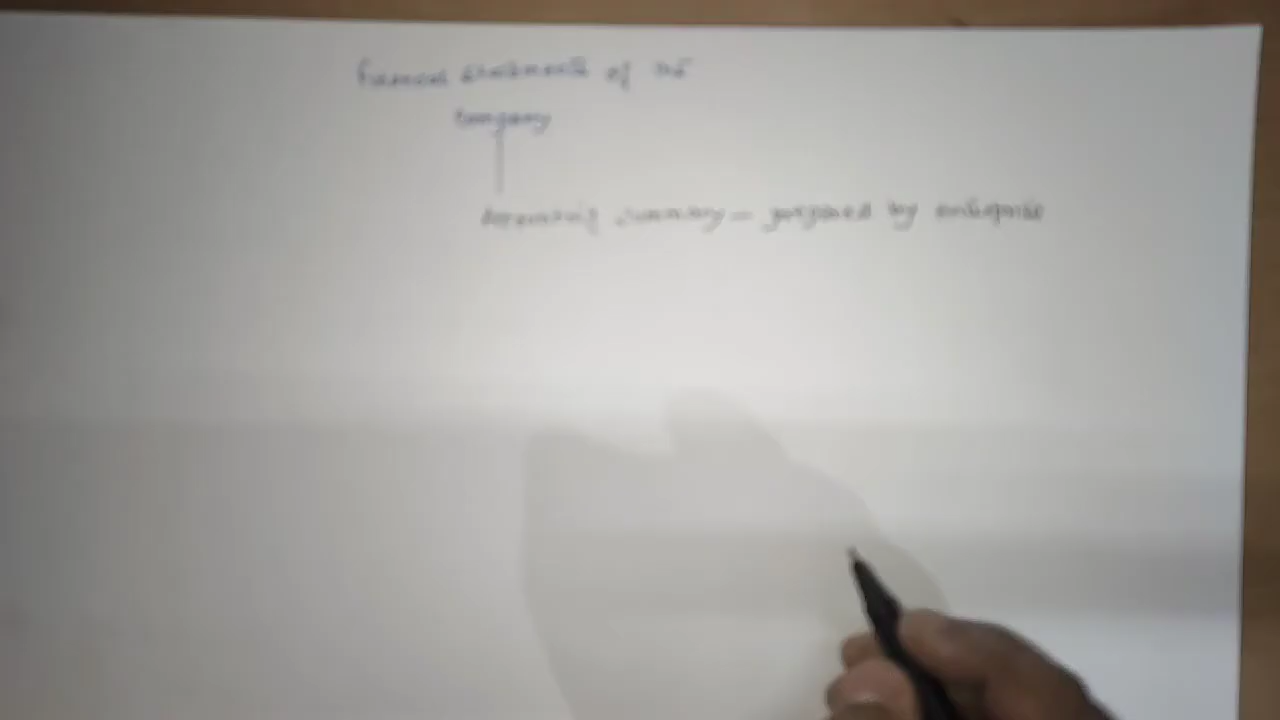 Financial Statements of the
Company
Accounting Summary - prepared by enterprise